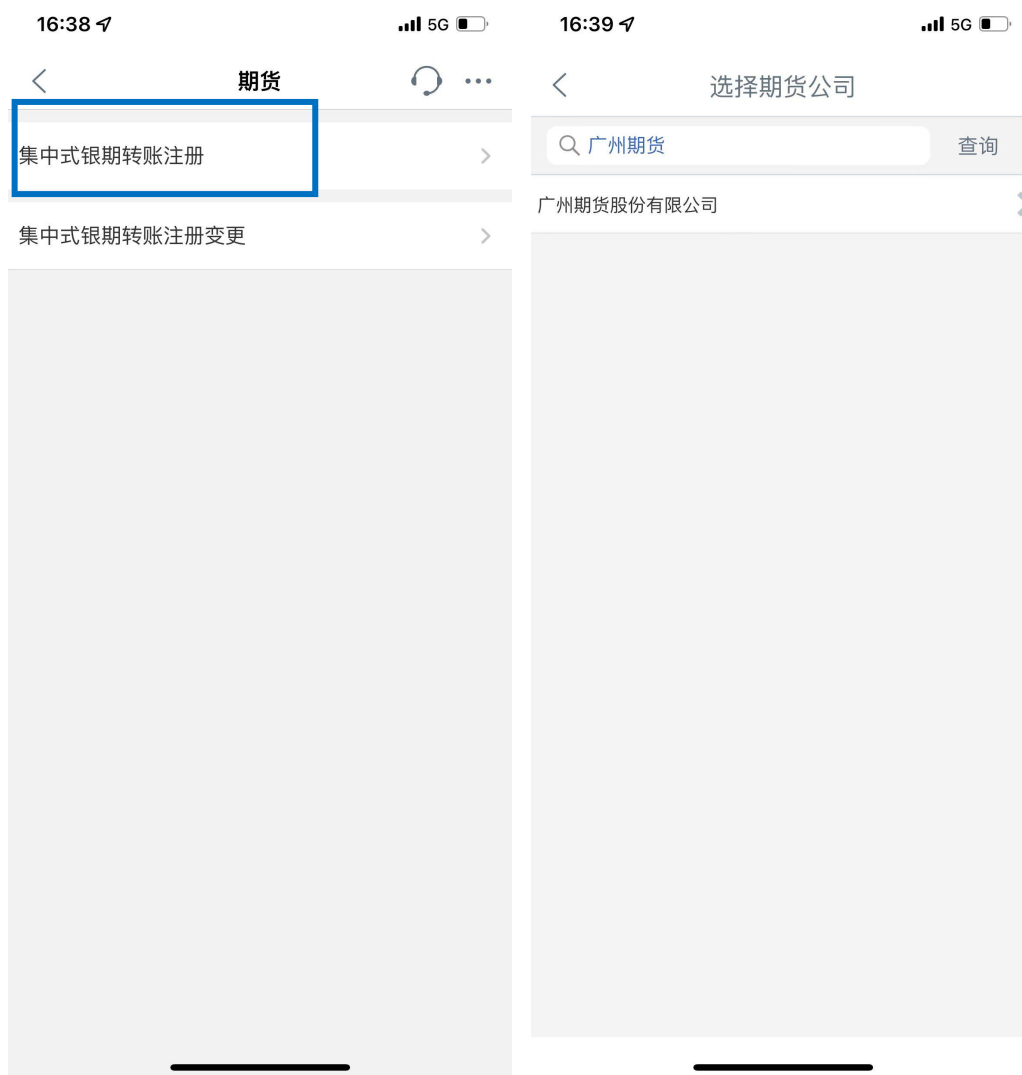 16:38
5G
期货
集中式银期转账注册
集中式银期转账注册变更
16:39
5G
选择期货公司
广州期货
查询
广州期货股份有限公司